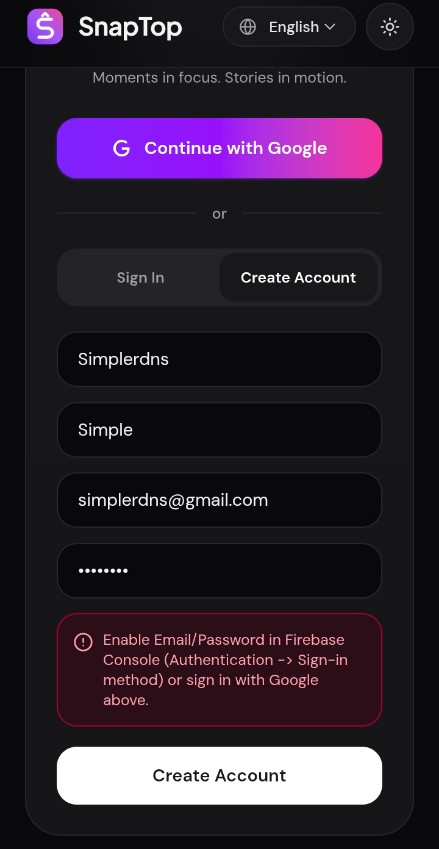 SnapTop
English
Moments in focus. Stories in motion.
G Continue with Google
or
Sign In
Create Account
Simplerdns
Simple
simplerdns@gmail.com
••••••••
Enable Email/Password in Firebase
Console (Authentication -> Sign-in
method) or sign in with Google
above.
Create Account